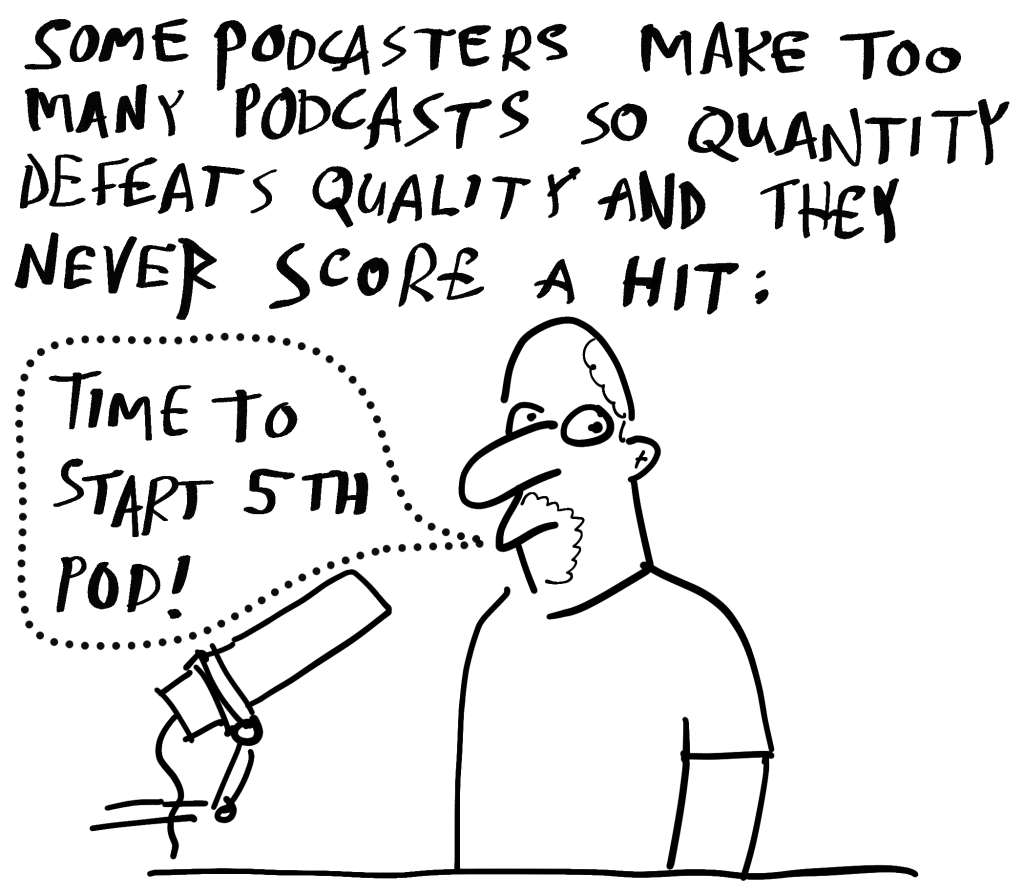 SOME PODCASTERS MAKE TOO
MANY PODCASTS SO QUANTITY
DEFEATS QUALITY AND THEY
NEVER SCORE A HIT:
TIME TO
START 5TH
POD!